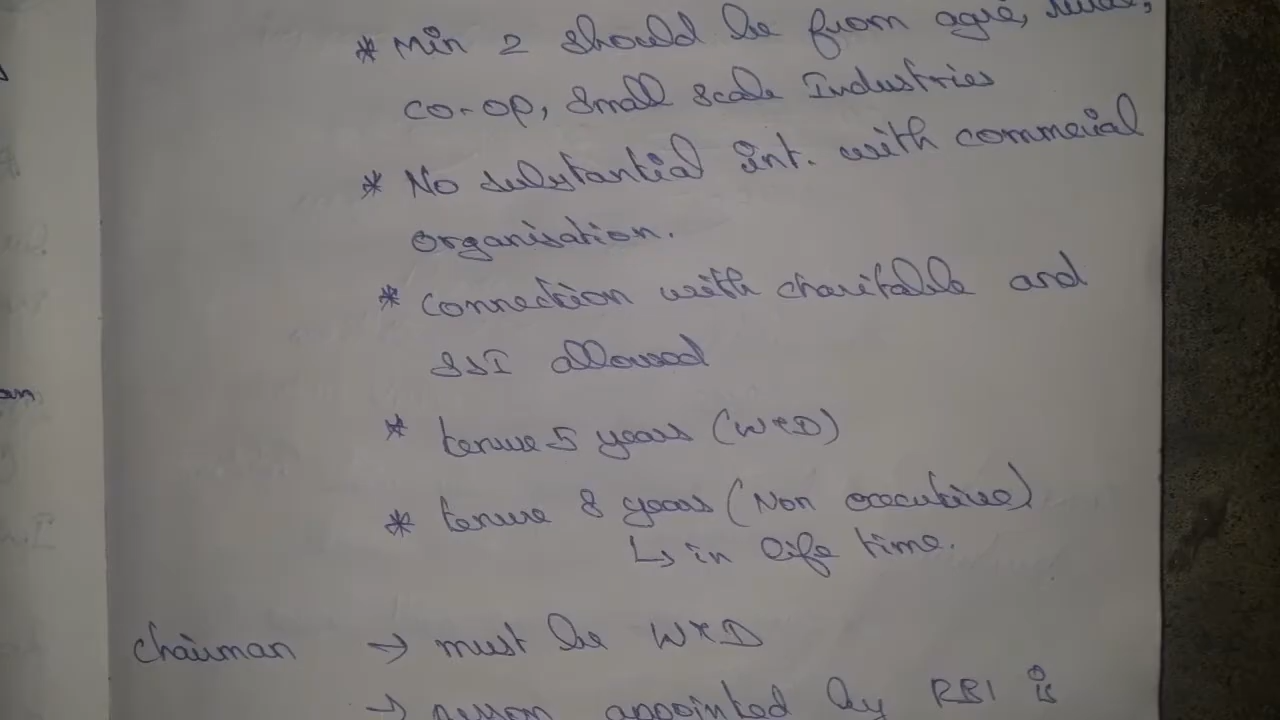 * Min 2 should be from agri, rural,
co-op, Small Scale Industries
* No substantial int. with commercial
organisation.
* connection with charitable and
SSI allowed
* tenure 5 years (WTD)
* tenure 8 years (Non executive)
↳ in life time.
chairman → must be WTD
→ person appointed by RBI is
an